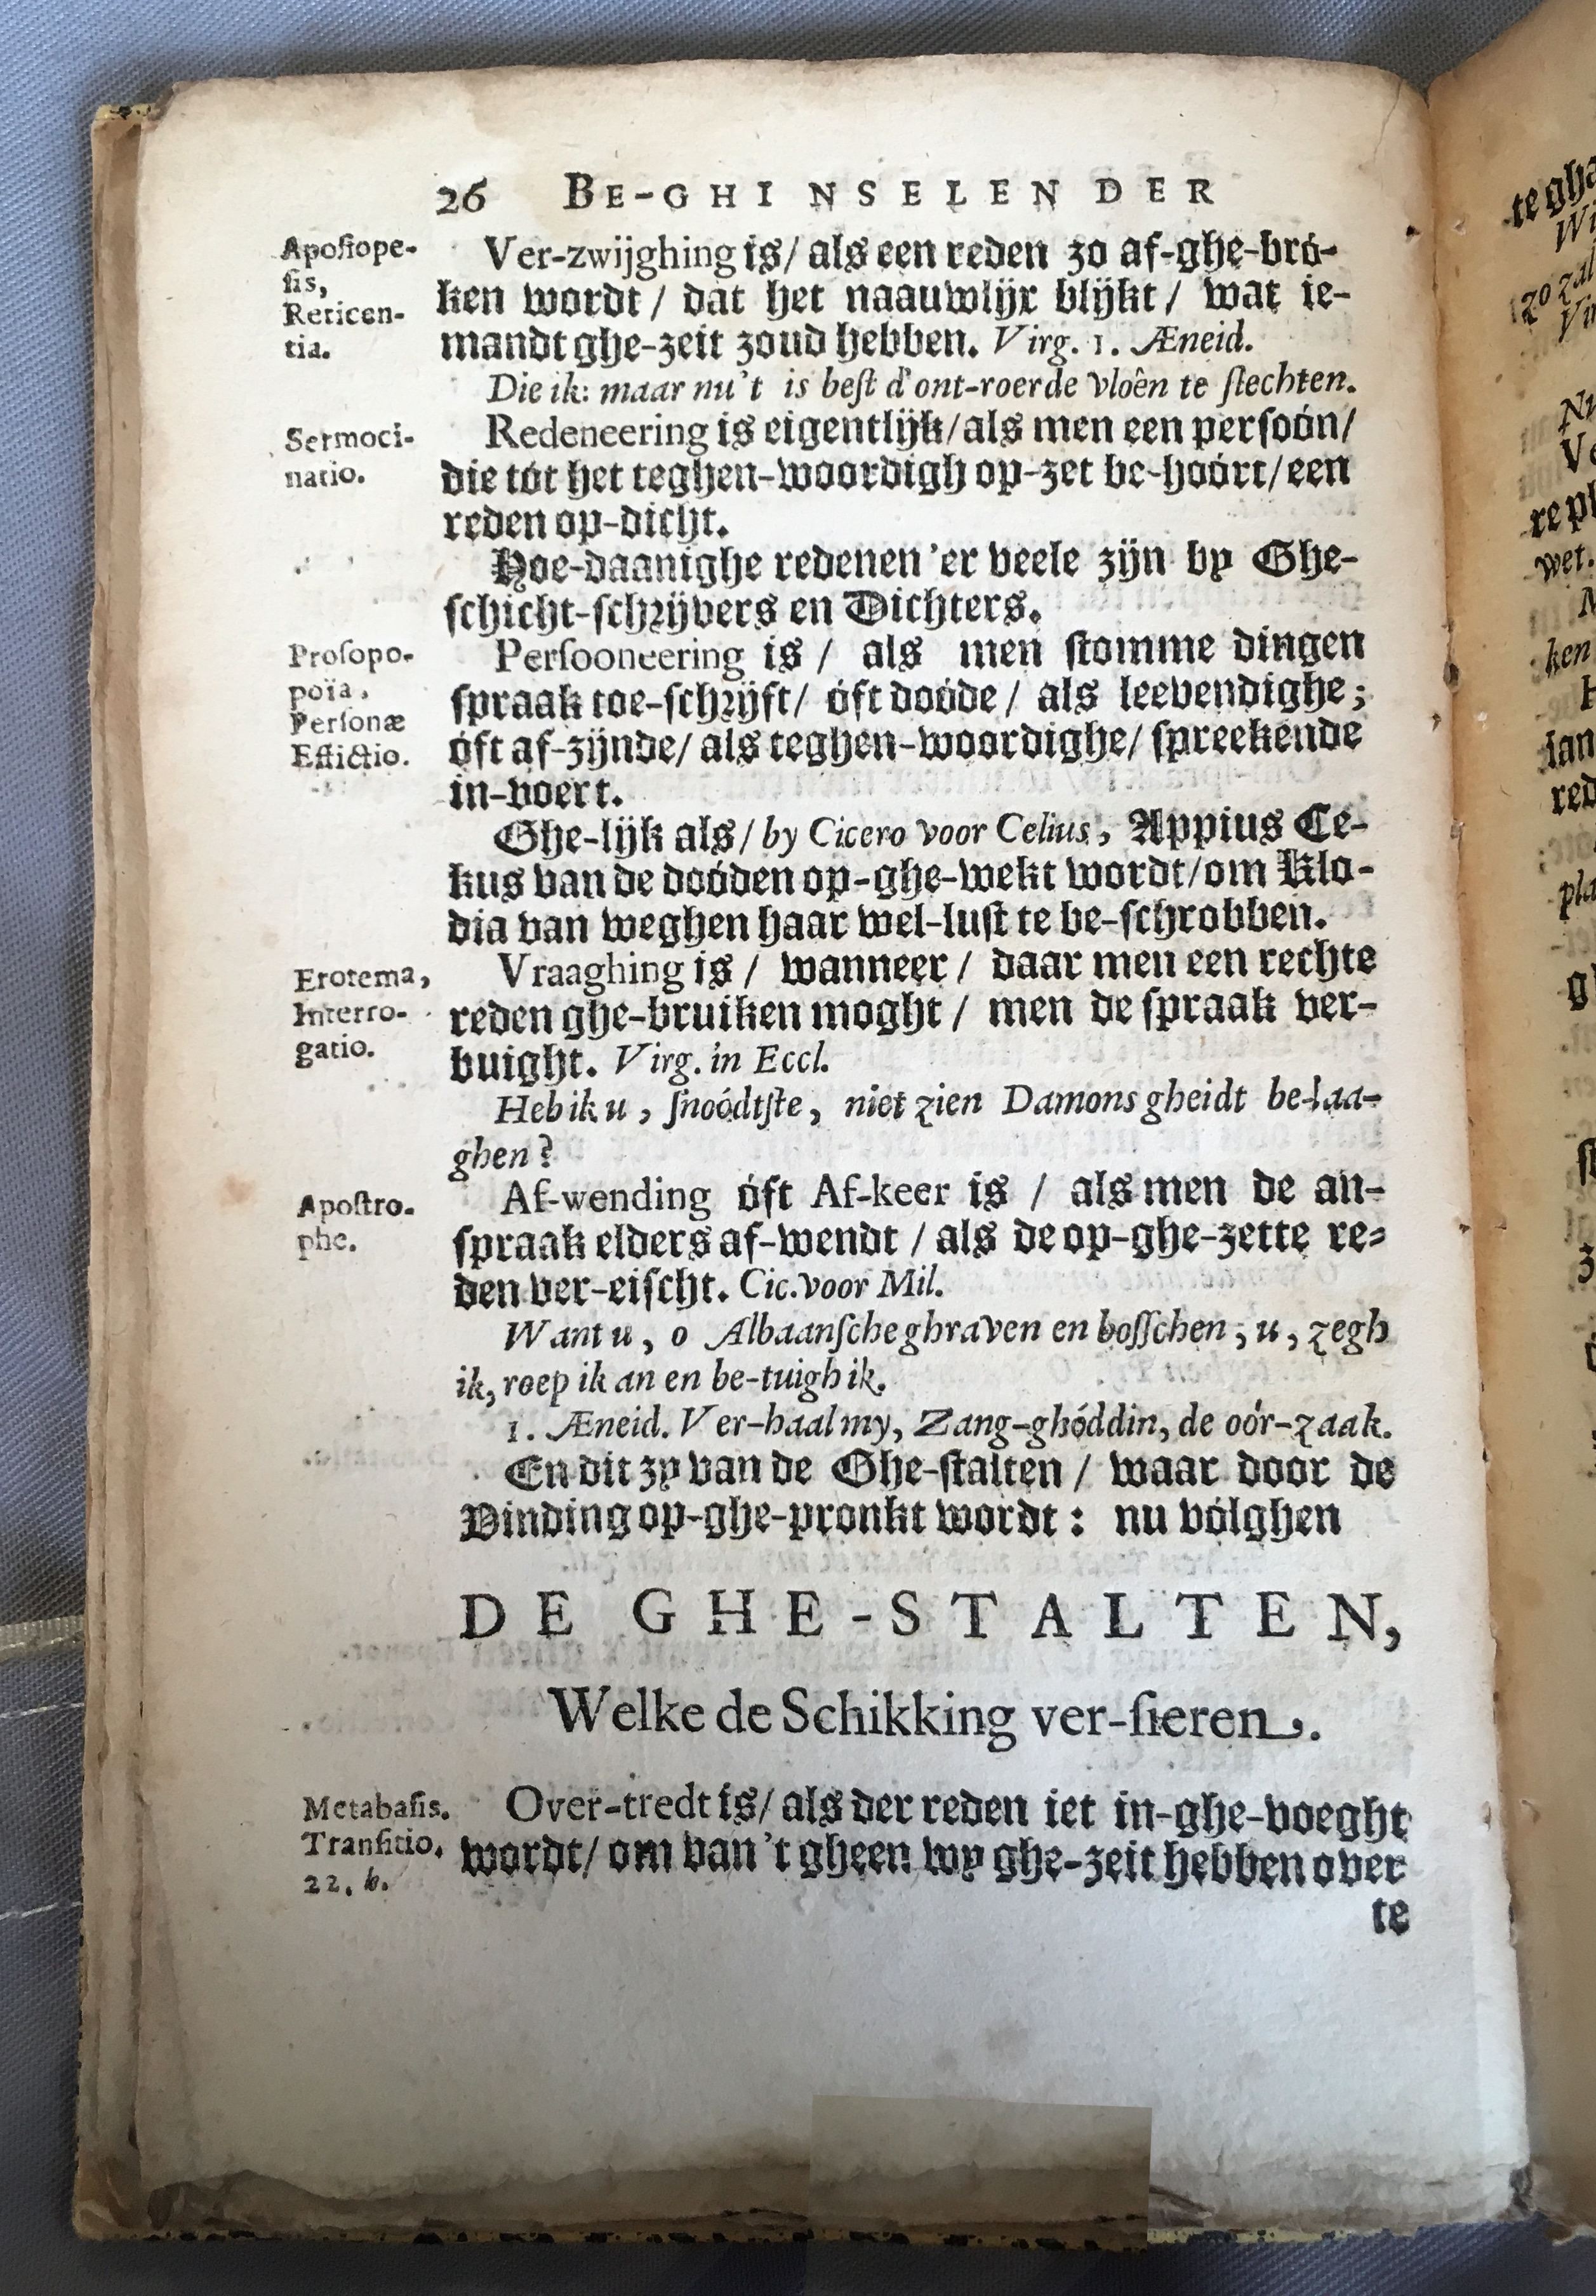 26 BE-GHINSELEN DER
Apoſiope-
ſis,
Reticen-
tia.
Ver-zwijghing is/ als een reden zo af-ghe-bró-
ken wordt / dat het naauwlijx blijkt / wat ie-
mandt ghe-zeit zoud hebben. Virg. 1. Æneid.
Die ik: maar nu't is beſt d'ont-roerde vloên te ſlechten.
Sermoci-
natio.
Redeneering is eigentlijk/als men een perſoón/
die tót het teghen-woordigh op-zet be-hoórt/een
reden op-dicht.
Hoe-daanighe redenen 'er veele zijn by Ghe-
ſchicht-ſchrijvers en Dichters.
Proſopo-
poïa.
Perſonæ
Effictio.
Perſooneering is / als men ſtomme dingen
ſpraak toe-ſchrijft/ óft doóde / als leevendighe;
óft af-zijnde/ als teghen-woordighe/ ſpreekende
in-voert.
Ghe-lijk als/ by Cicero voor Celius, Appius Ce-
kus van de doóden op-ghe-wekt wordt/om Klo-
dia van weghen haar wel-luſt te be-ſchrobben.
Erotema,
Interro-
gatio.
Vraaghing is / wanneer / daar men een rechte
reden ghe-bruiken moght / men de ſpraak ver-
buight. Virg. in Eccl.
Heb ik u, ſnoódtſte, niet zien Damons gheidt be-laa-
ghen?
Apoſtro-
phe.
Af-wending óft Af-keer is / als men de an-
ſpraak elders af-wendt / als de op-ghe-zette re-
den ver-eiſcht. Cic. voor Mil.
Want u, o Albaanſche ghraven en boſſchen; u, zegh
ik, roep ik an en be-tuigh ik.
1. Æneid. Ver-haal my, Zang-ghóddin, de oór-zaak.
En dit zy van de Ghe-ſtalten / waar door de
Vinding op-ghe-pronkt wordt: nu vólghen
DE GHE-STALTEN,
Welke de Schikking ver-ſieren.
Metabaſis.
Tranſitio.
22. b.
Over-tredt is/ als der reden iet in-ghe-voeght
wordt/ om van 't gheen wy ghe-zeit hebben over
te